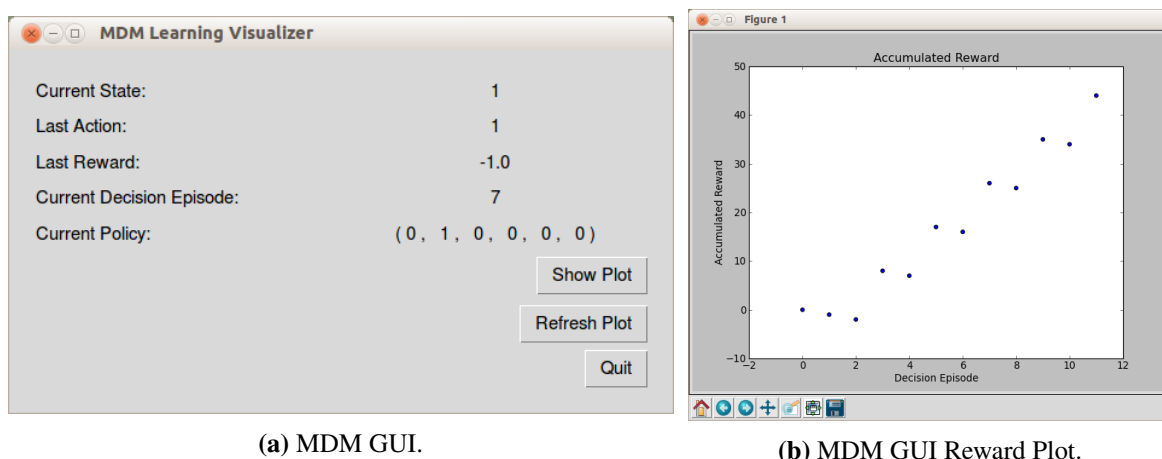 MDM Learning Visualizer
Current State: 1
Last Action: 1
Last Reward: -1.0
Current Decision Episode: 7
Current Policy: (0, 1, 0, 0, 0, 0)
Show Plot
Refresh Plot
Quit
(a) MDM GUI.
Figure 1
Accumulated Reward
50
40
30
20
10
0
−10
Accumulated Reward
−2 0 2 4 6 8 10 12
Decision Episode
(b) MDM GUI Reward Plot.